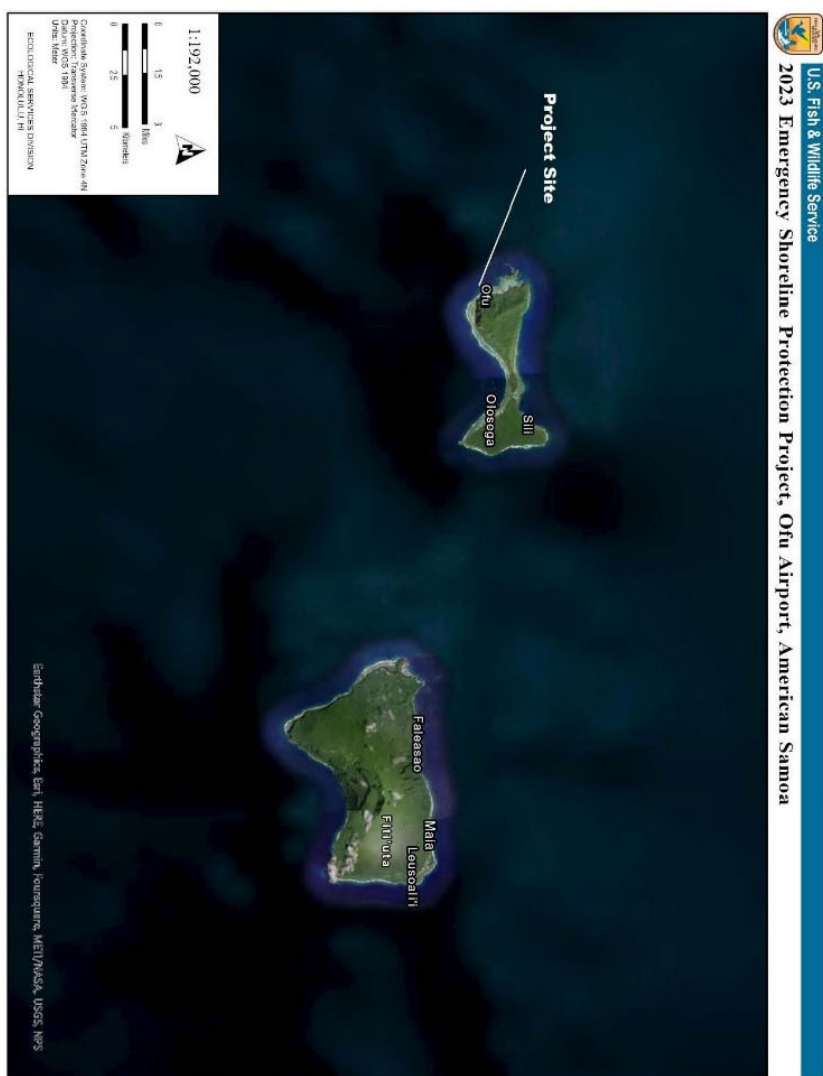 U.S. Fish & Wildlife Service
2023 Emergency Shoreline Protection Project, Ofu Airport, American Samoa
Project Site
Ofu
Sili
Olosega
Faleasao
Maia
Leusoali'i
Fiti'uta
1:192,000
N
0 1.5 3
Miles
0 2.5 5
Kilometers
Coordinate System: WGS 1984 UTM Zone 4N
Projection: Transverse Mercator
Datum: WGS 1984
Units: Meter
ECOLOGICAL SERVICES DIVISION
HONOLULU, HI
Earthstar Geographics, Esri, HERE, Garmin, Foursquare, METI/NASA, USGS, NPS